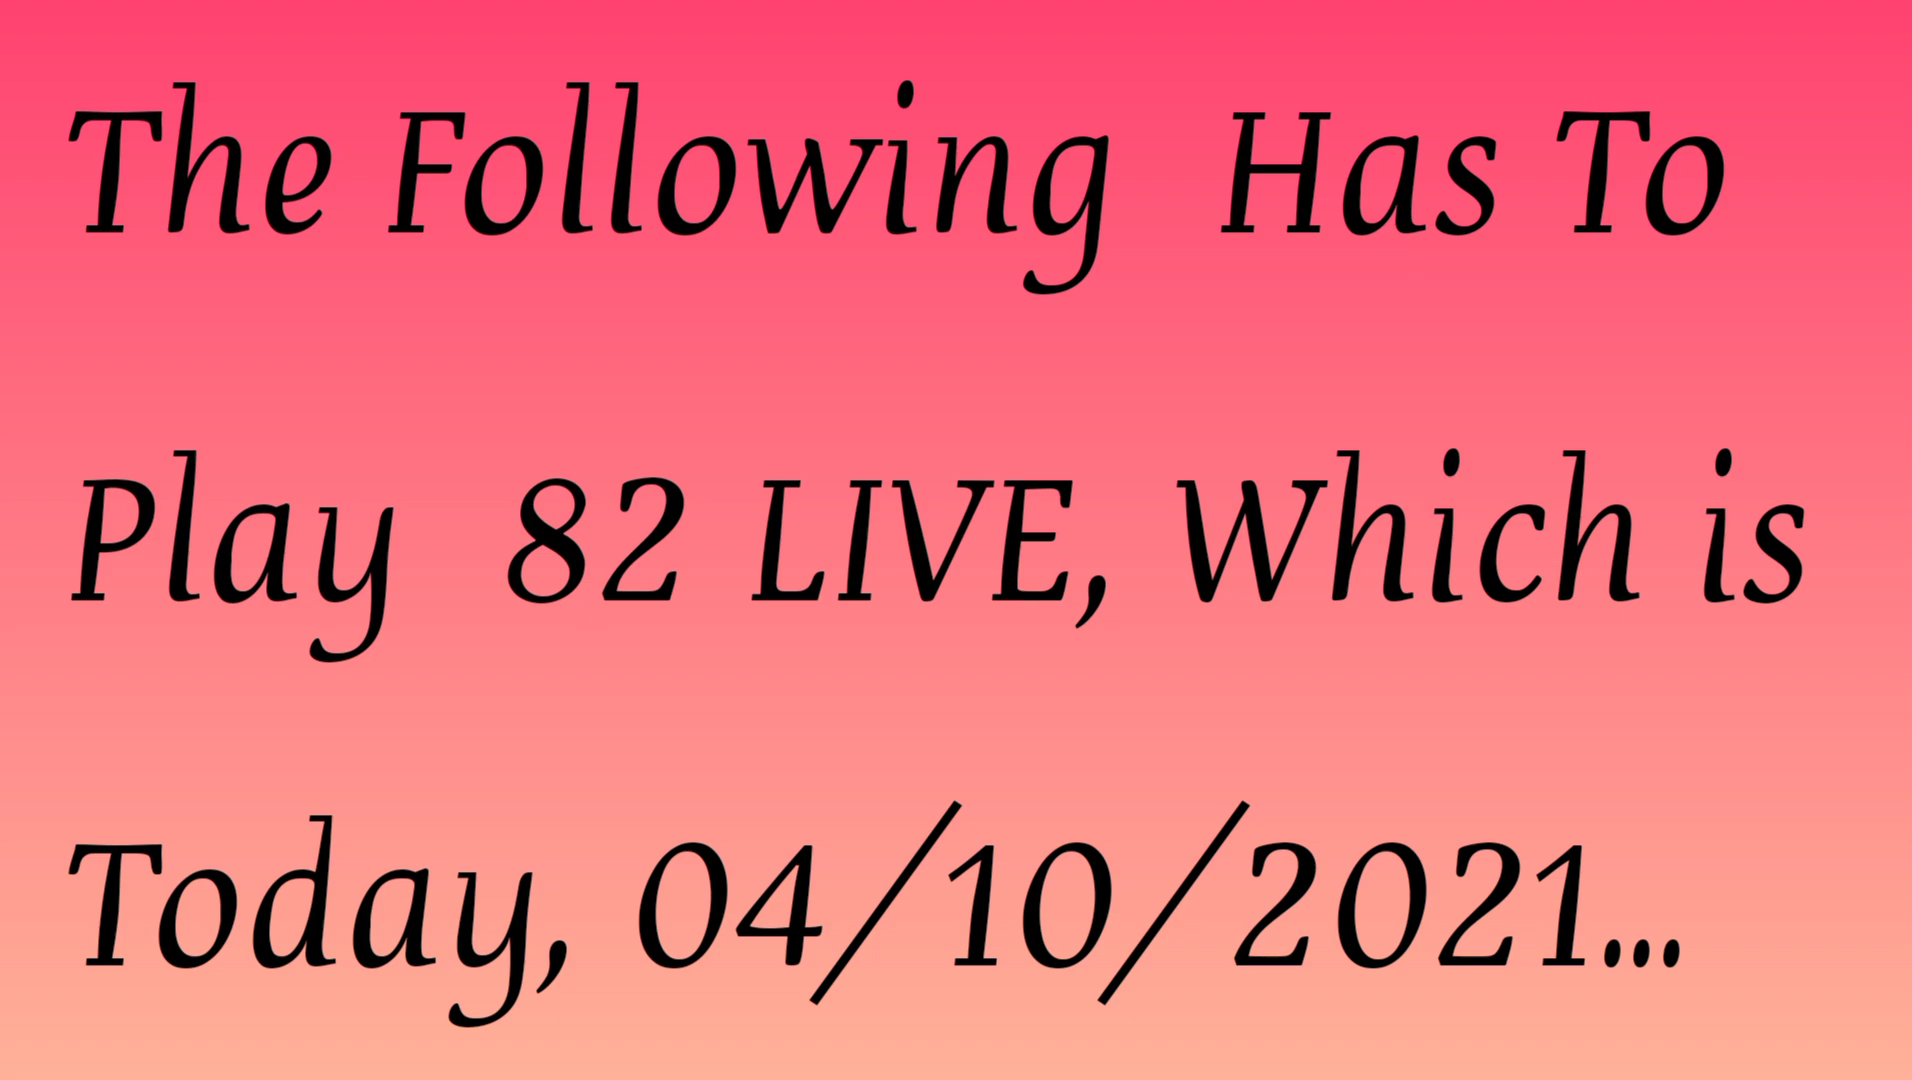 The Following  Has To
Play  82 LIVE, Which is
Today, 04/10/2021...